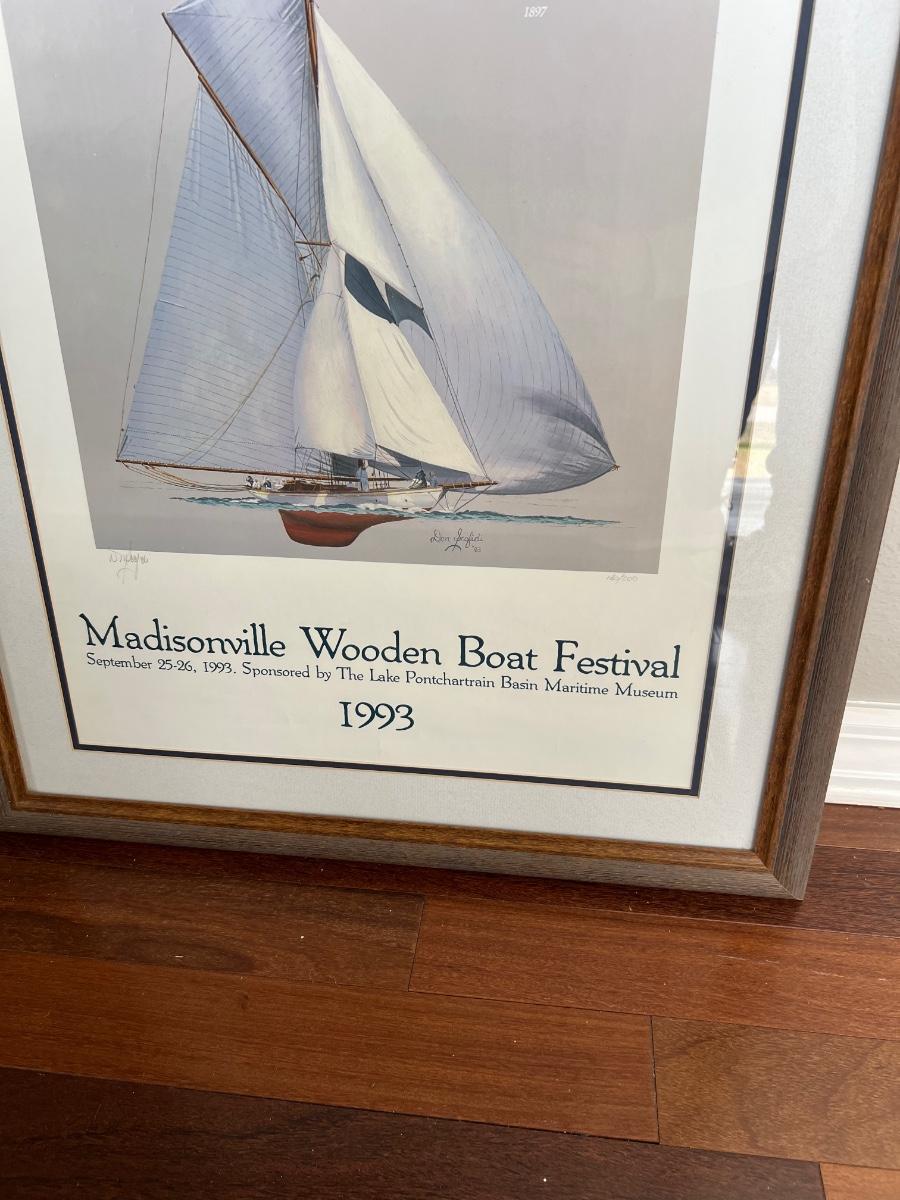 1897
Madisonville Wooden Boat Festival
September 25-26, 1993. Sponsored by The Lake Pontchartrain Basin Maritime Museum
1993